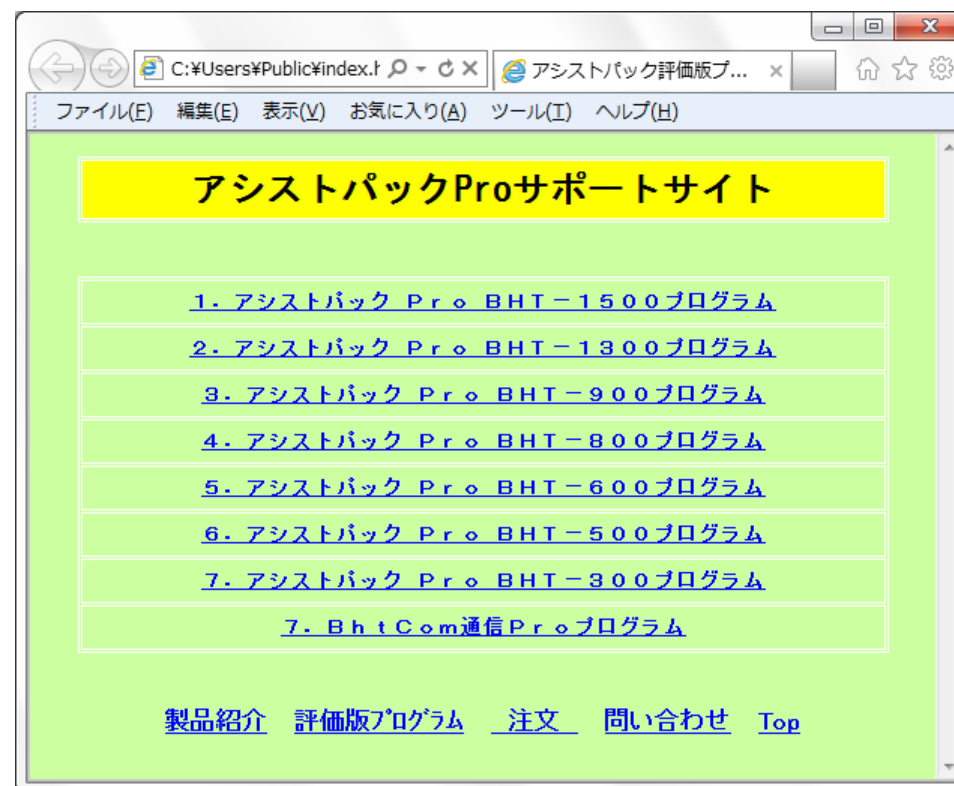 C:¥Users¥Public¥index.h アシストパック評価版プ...
ファイル(F) 編集(E) 表示(V) お気に入り(A) ツール(T) ヘルプ(H)
アシストパックProサポートサイト
1. アシストパック Pro BHT-1500プログラム
2. アシストパック Pro BHT-1300プログラム
3. アシストパック Pro BHT-900プログラム
4. アシストパック Pro BHT-800プログラム
5. アシストパック Pro BHT-600プログラム
6. アシストパック Pro BHT-500プログラム
7. アシストパック Pro BHT-300プログラム
7. BhtCom通信Proプログラム
製品紹介 評価版プログラム 注文 問い合わせ Top